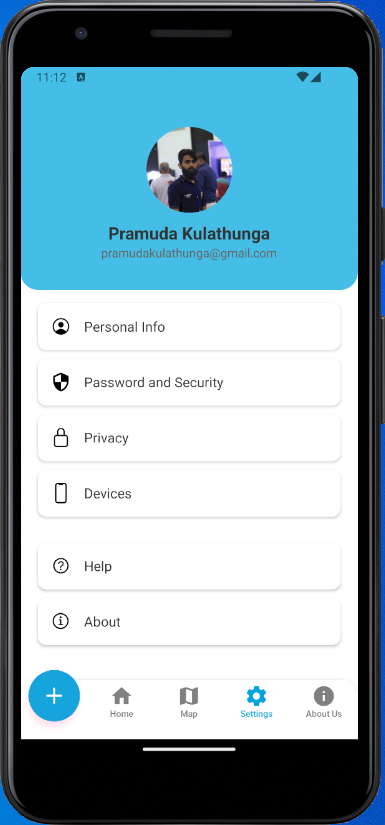 11:12
Pramuda Kulathunga
pramudakulathunga@gmail.com
Personal Info
Password and Security
Privacy
Devices
Help
About
Home
Map
Settings
About Us